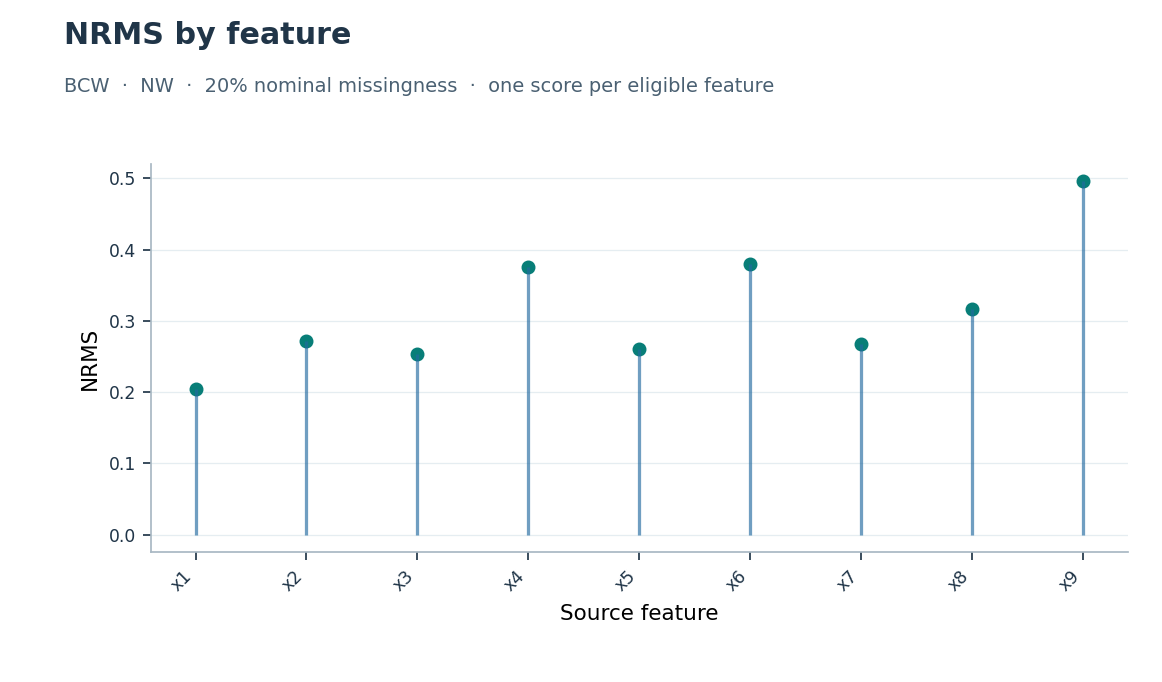 NRMS by feature
BCW · NW · 20% nominal missingness · one score per eligible feature
0.5
0.4
0.3
0.2
0.1
0.0
NRMS
x1 x2 x3 x4 x5 x6 x7 x8 x9
Source feature